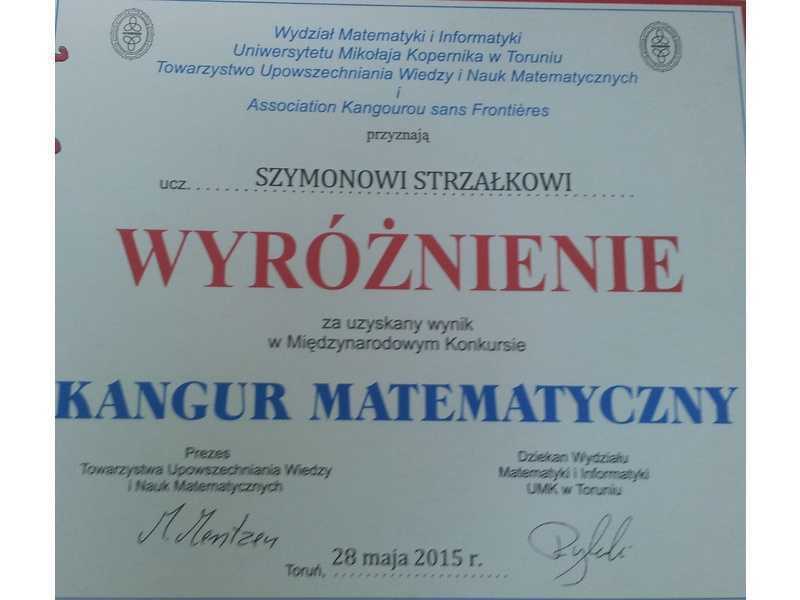 Wydział Matematyki i Informatyki
Uniwersytetu Mikołaja Kopernika w Toruniu
Towarzystwo Upowszechniania Wiedzy i Nauk Matematycznych
i
Association Kangourou sans Frontières
przyznają
ucz. SZYMONOWI STRZAŁKOWI
WYRÓŻNIENIE
za uzyskany wynik
w Międzynarodowym Konkursie
KANGUR MATEMATYCZNY
Prezes
Towarzystwa Upowszechniania Wiedzy
i Nauk Matematycznych
Dziekan Wydziału
Matematyki i Informatyki
UMK w Toruniu
M. Mentzen
Toruń, 28 maja 2015 r.